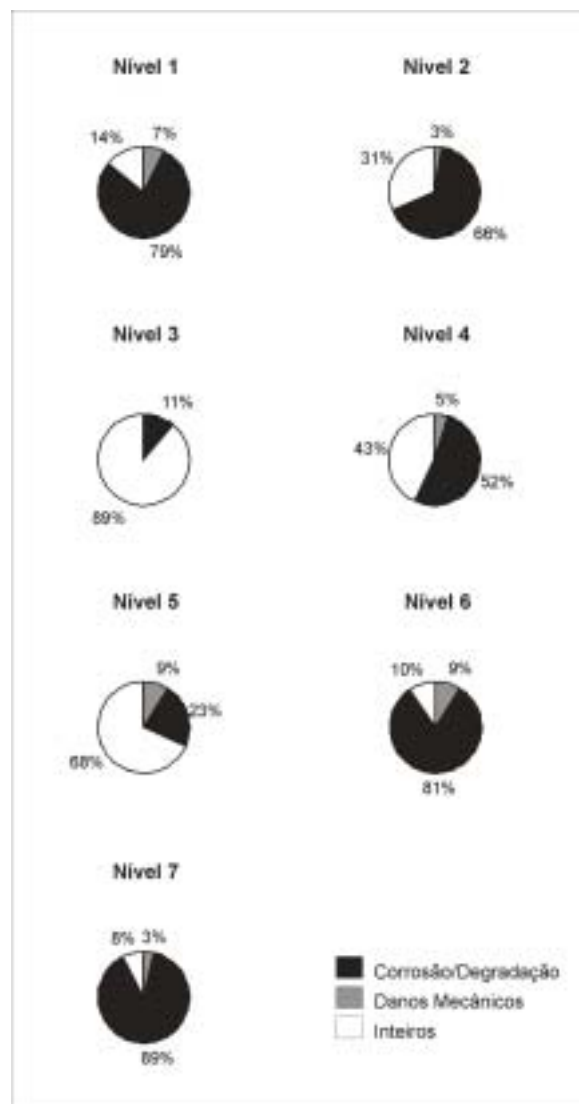 Nível 1
Nível 2
14%
7%
79%
3%
31%
66%
Nível 3
Nível 4
11%
89%
5%
43%
52%
Nível 5
Nível 6
9%
23%
68%
10%
9%
81%
Nível 7
8%
3%
89%
Corrosão/Degradação
Danos Mecânicos
Inteiros